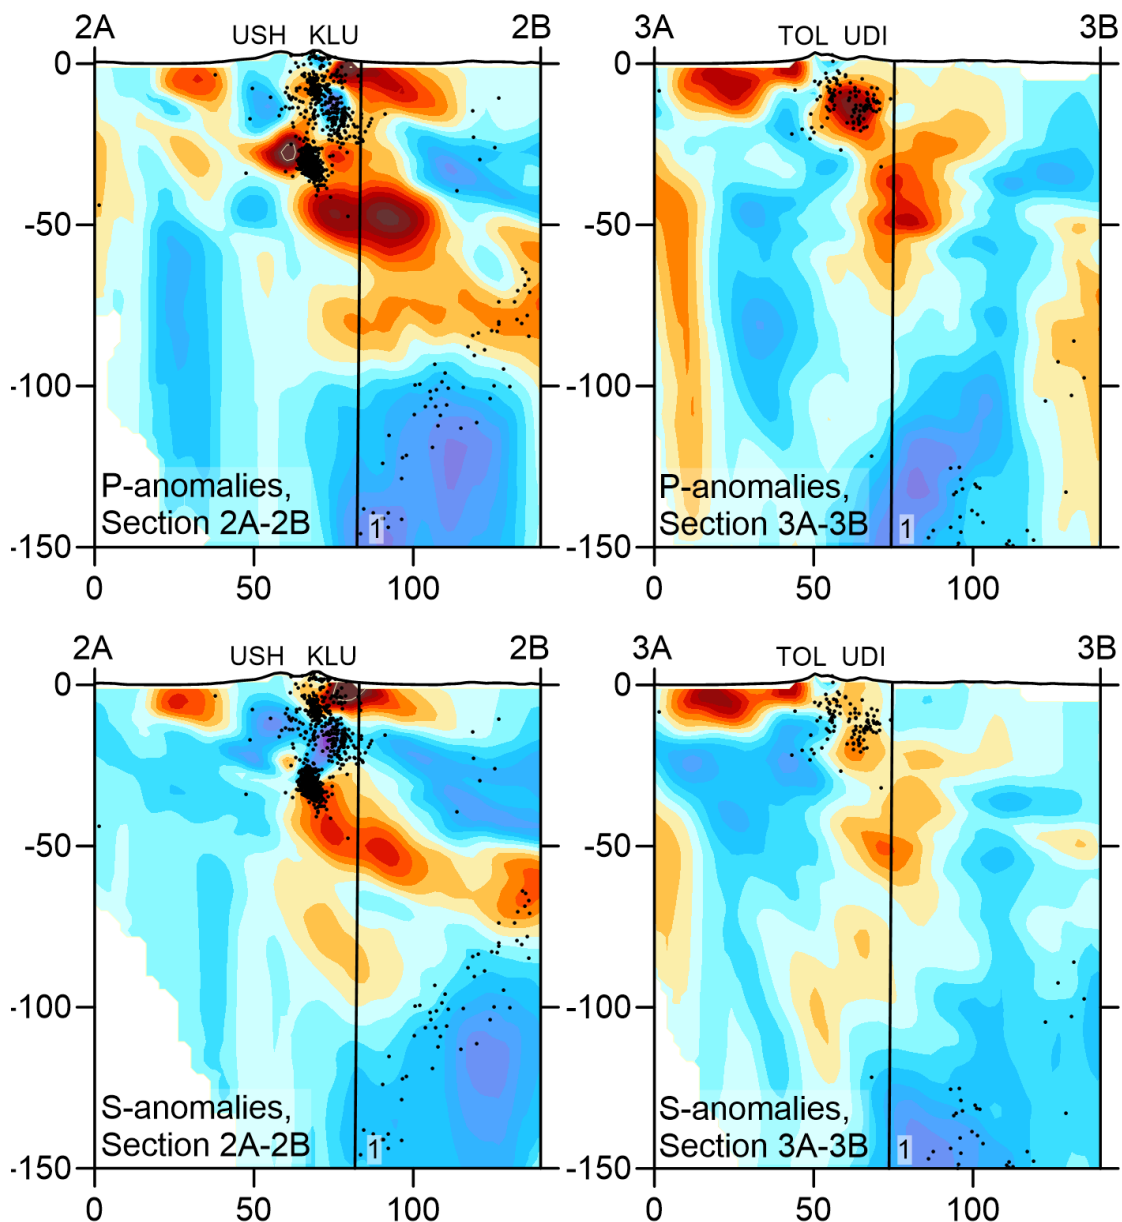 2A USH KLU 2B
3A TOL UDI 3B
-0
-50
-100
-150
P-anomalies,
Section 2A-2B
1
0 50 100
-0
-50
-100
-150
P-anomalies,
Section 3A-3B
1
0 50 100
2A USH KLU 2B
3A TOL UDI 3B
-0
-50
-100
-150
S-anomalies,
Section 2A-2B
1
0 50 100
-0
-50
-100
-150
S-anomalies,
Section 3A-3B
1
0 50 100